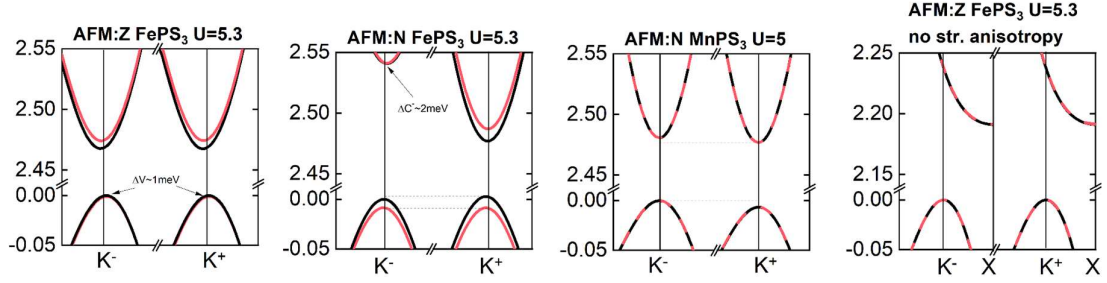 AFM:Z FePS3 U=5.3
2.55
2.50
2.45
0.00
-0.05
ΔV~1meV
K-
K+
AFM:N FePS3 U=5.3
2.55
2.50
2.45
0.00
-0.05
ΔC-~2meV
K-
K+
AFM:N MnPS3 U=5
2.55
2.50
2.45
0.00
-0.05
K-
K+
AFM:Z FePS3 U=5.3
no str. anisotropy
2.25
2.20
2.15
0.00
-0.05
K-
X
K+
X